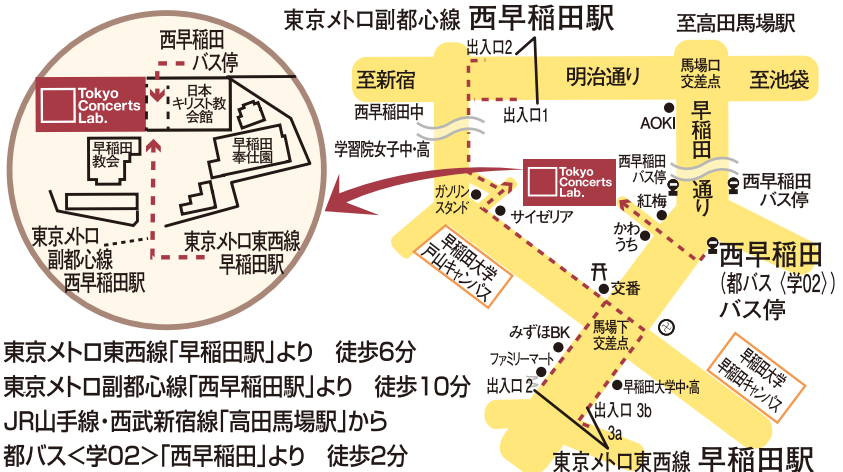 東京メトロ副都心線 西早稲田駅
至高田馬場駅
出入口2
至新宿
明治通り
馬場口
交差点
至池袋
出入口1
西早稲田中
学習院女子中・高
AOKI
早稲田
通り
Tokyo
Concerts
Lab.
西早稲田
バス停
西早稲田
バス停
紅梅
かわ
うち
ガソリン
スタンド
サイゼリア
早稲田大学
戸山キャンパス
西早稲田
(都バス〈学02〉)
バス停
交番
馬場下
交差点
みずほBK
ファミリーマート
出入口2
早稲田大学中・高
出入口 3b
3a
早稲田大学
早稲田キャンパス
東京メトロ東西線 早稲田駅
西早稲田
バス停
Tokyo
Concerts
Lab.
日本
キリスト教
会館
早稲田
教会
早稲田
奉仕園
東京メトロ
副都心線
西早稲田駅
東京メトロ東西線
早稲田駅
東京メトロ東西線「早稲田駅」より 徒歩6分
東京メトロ副都心線「西早稲田駅」より 徒歩10分
JR山手線・西武新宿線「高田馬場駅」から
都バス<学02>「西早稲田」より 徒歩2分